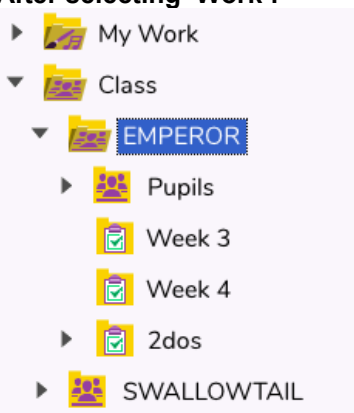 After selecting 'Work'.
My Work
Class
EMPEROR
Pupils
Week 3
Week 4
2dos
SWALLOWTAIL